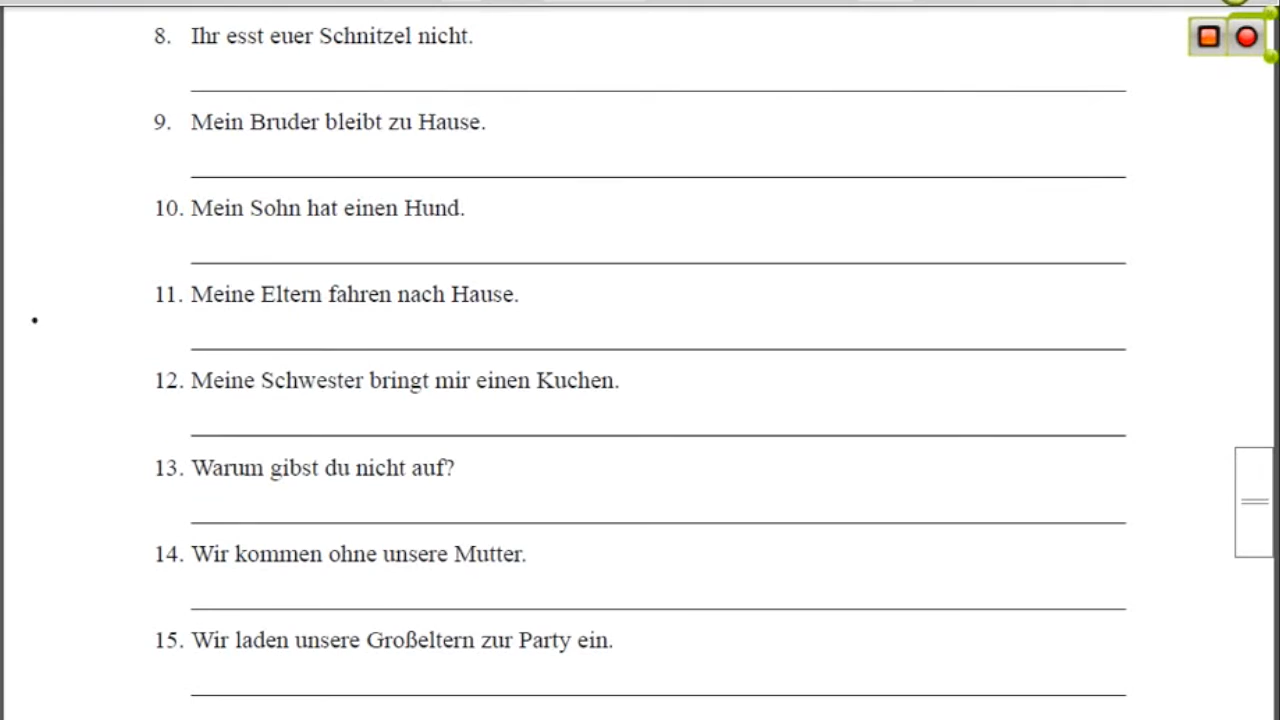 8. Ihr esst euer Schnitzel nicht.
9. Mein Bruder bleibt zu Hause.
10. Mein Sohn hat einen Hund.
11. Meine Eltern fahren nach Hause.
12. Meine Schwester bringt mir einen Kuchen.
13. Warum gibst du nicht auf?
14. Wir kommen ohne unsere Mutter.
15. Wir laden unsere Großeltern zur Party ein.